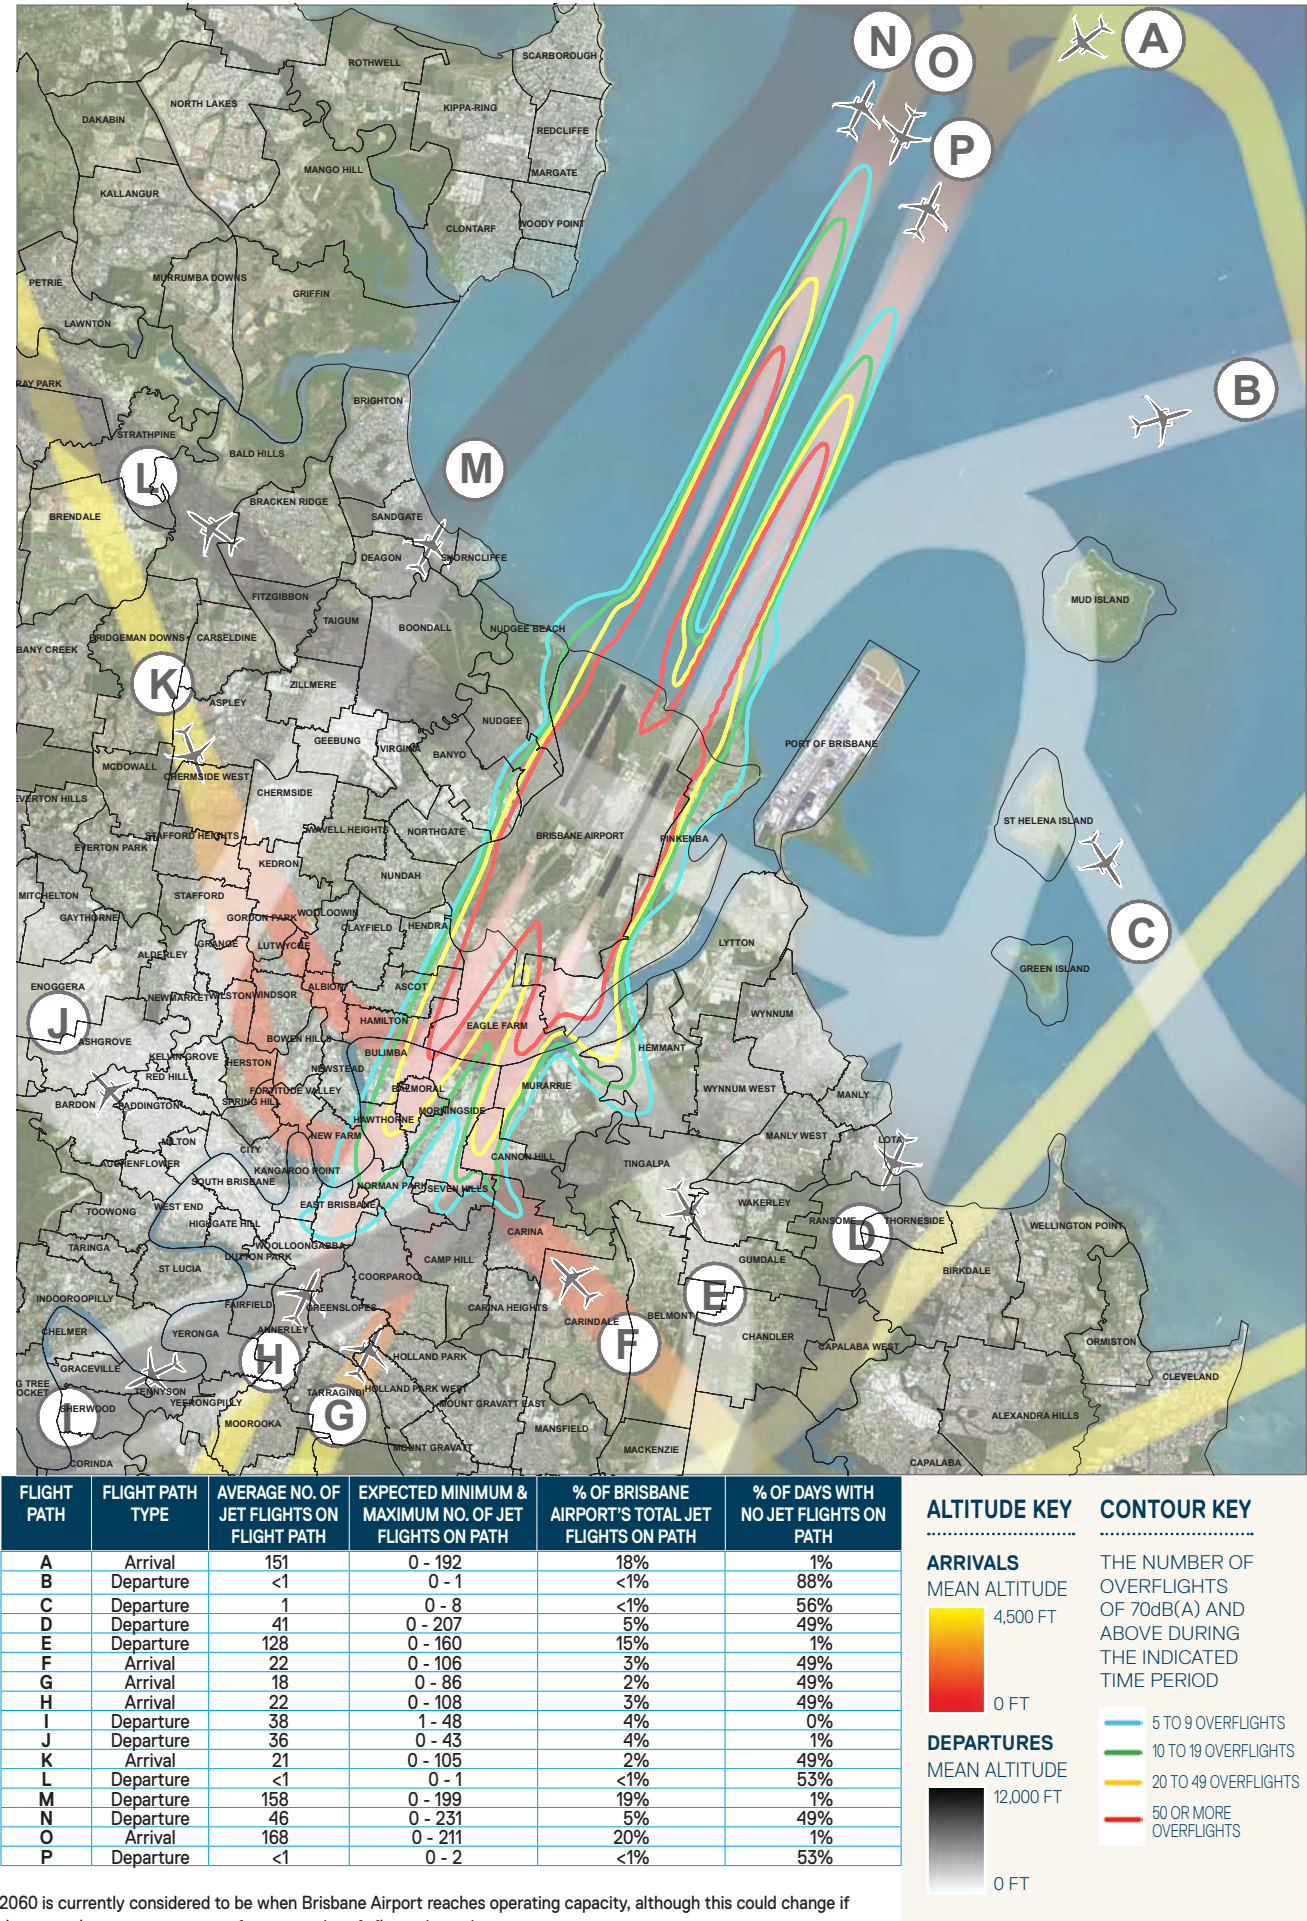 N
O
A
P
B
M
L
K
J
C
D
E
F
H
G
I
SCARBOROUGH
ROTHWELL
NORTH LAKES
KIPPA-RING
DAKABIN
REDCLIFFE
MANGO HILL
MARGATE
KALLANGUR
CLONTARF
WOODY POINT
MURRUMBA DOWNS
PETRIE
GRIFFIN
LAWNTON
RAY PARK
BRIGHTON
STRATHPINE
BALD HILLS
BRACKEN RIDGE
BRENDALE
SANDGATE
DEAGON
SHORNCLIFFE
FITZGIBBON
MUD ISLAND
TAIGUM
BOONDALL
NUDGEE BEACH
BRIDGEMAN DOWNS
CARSELDINE
BANY CREEK
ZILLMERE
ASPLEY
NUDGEE
GEEBUNG
VIRGINIA
BANYO
PORT OF BRISBANE
MCDOWALL
CHERMSIDE WEST
CHERMSIDE
EVERTON HILLS
ST HELENA ISLAND
STAFFORD HEIGHTS
WAVELL HEIGHTS
NORTHGATE
BRISBANE AIRPORT
PINKENBA
EVERTON PARK
KEDRON
NUNDAH
MITCHELTON
STAFFORD
GAYTHORNE
GORDON PARK
WOOLOOWIN
CLAYFIELD
HENDRA
LYTTON
GRANGE
LUTWYCHE
ALDERLEY
GREEN ISLAND
ENOGGERA
NEWMARKET
WILSTON
WINDSOR
ALBION
ASCOT
WYNNUM
HAMILTON
EAGLE FARM
ASHGROVE
BOWEN HILLS
HEMMANT
KELVIN GROVE
HERSTON
BULIMBA
RED HILL
NEWSTEAD
BALMORAL
MURARRIE
WYNNUM WEST
MANLY
BARDON
PADDINGTON
FORTITUDE VALLEY
SPRING HILL
MORNINGSIDE
HAWTHORNE
NEW FARM
MILTON
CITY
MANLY WEST
LOTA
AUCHENFLOWER
CANNON HILL
TINGALPA
KANGAROO POINT
SOUTH BRISBANE
NORMAN PARK
SEVEN HILLS
TOOWONG
WEST END
EAST BRISBANE
WAKERLEY
HIGHGATE HILL
CARINA
RANSOME
THORNESIDE
WELLINGTON POINT
TARINGA
WOOLLOONGABBA
DUTTON PARK
CAMP HILL
GUMDALE
ST LUCIA
COORPAROO
BIRKDALE
INDOOROOPILLY
FAIRFIELD
GREENSLOPES
CARINA HEIGHTS
CARINDALE
BELMONT
CHELMER
YERONGA
ANNERLEY
CHANDLER
CAPALABA WEST
ORMISTON
GRACEVILLE
HOLLAND PARK
G TREE
OCKET
TENNYSON
TARRAGINDI
HOLLAND PARK WEST
CLEVELAND
SHERWOOD
YEERONGPILLY
MOUNT GRAVATT EAST
MOOROOKA
MANSFIELD
ALEXANDRA HILLS
MOUNT GRAVATT
MACKENZIE
CORINDA
CAPALABA
FLIGHT PATH | FLIGHT PATH TYPE | AVERAGE NO. OF JET FLIGHTS ON FLIGHT PATH | EXPECTED MINIMUM & MAXIMUM NO. OF JET FLIGHTS ON PATH | % OF BRISBANE AIRPORT'S TOTAL JET FLIGHTS ON PATH | % OF DAYS WITH NO JET FLIGHTS ON PATH
A Arrival 151 0 - 192 18% 1%
B Departure <1 0 - 1 <1% 88%
C Departure 1 0 - 8 <1% 56%
D Departure 41 0 - 207 5% 49%
E Departure 128 0 - 160 15% 1%
F Arrival 22 0 - 106 3% 49%
G Arrival 18 0 - 86 2% 49%
H Arrival 22 0 - 108 3% 49%
I Departure 38 1 - 48 4% 0%
J Departure 36 0 - 43 4% 1%
K Arrival 21 0 - 105 2% 49%
L Departure <1 0 - 1 <1% 53%
M Departure 158 0 - 199 19% 1%
N Departure 46 0 - 231 5% 49%
O Arrival 168 0 - 211 20% 1%
P Departure <1 0 - 2 <1% 53%
ALTITUDE KEY
ARRIVALS
MEAN ALTITUDE
4,500 FT
0 FT
DEPARTURES
MEAN ALTITUDE
12,000 FT
0 FT
CONTOUR KEY
THE NUMBER OF
OVERFLIGHTS
OF 70dB(A) AND
ABOVE DURING
THE INDICATED
TIME PERIOD
5 TO 9 OVERFLIGHTS
10 TO 19 OVERFLIGHTS
20 TO 49 OVERFLIGHTS
50 OR MORE
OVERFLIGHTS
2060 is currently considered to be when Brisbane Airport reaches operating capacity, although this could change if